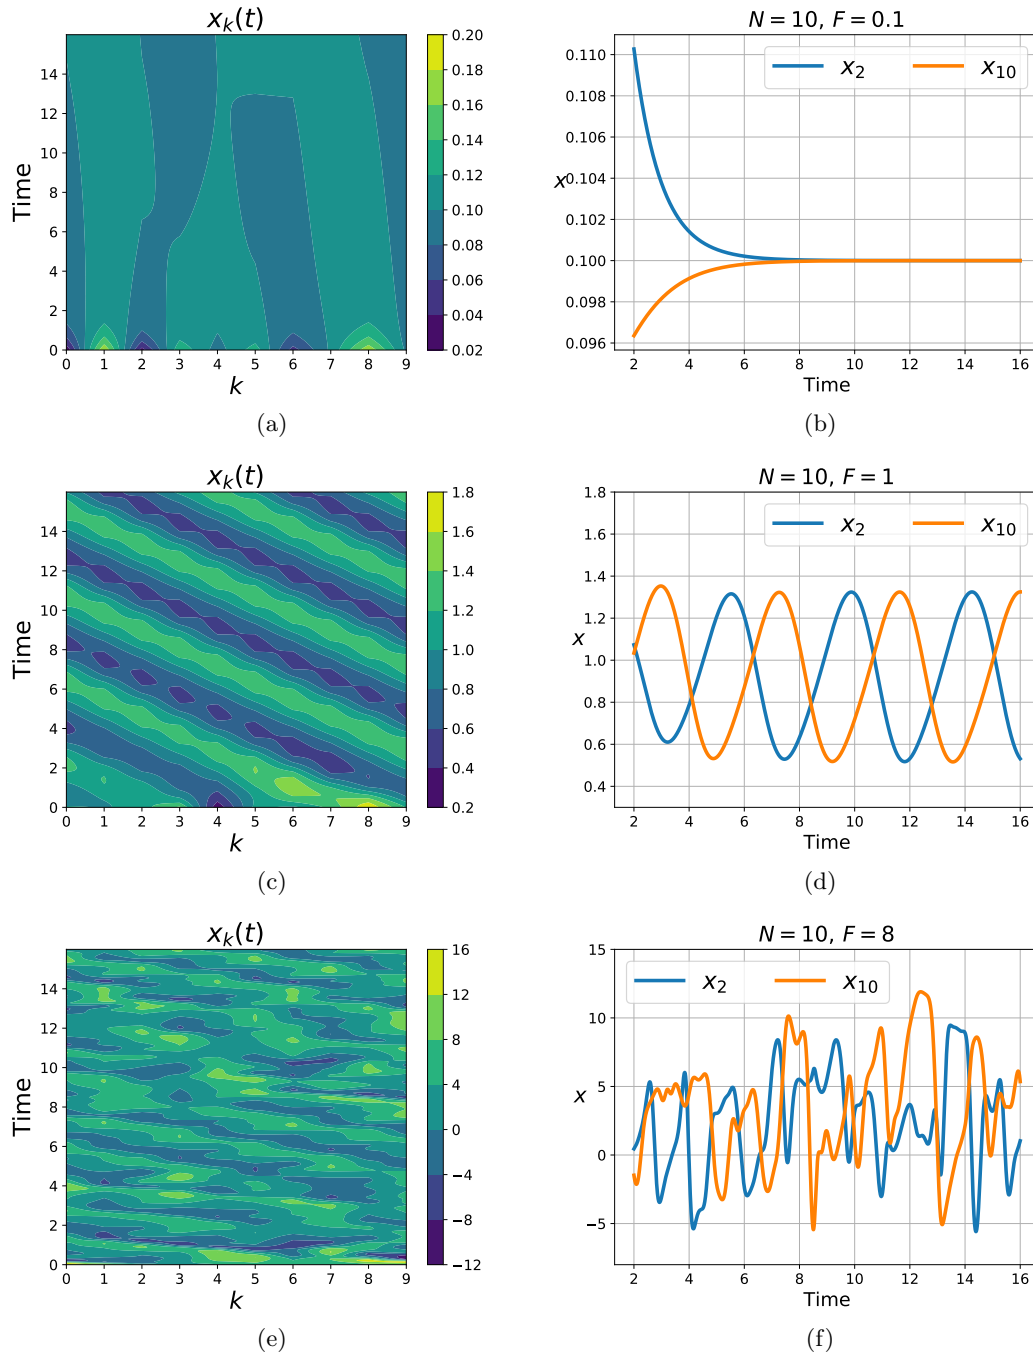 x_k(t)
Time
14
12
10
8
6
4
2
0
0 1 2 3 4 5 6 7 8 9
k
0.20
0.18
0.16
0.14
0.12
0.10
0.08
0.06
0.04
0.02
(a)
N = 10, F = 0.1
x_2 x_10
x
0.110
0.108
0.106
0.104
0.102
0.100
0.098
0.096
2 4 6 8 10 12 14 16
Time
(b)
x_k(t)
Time
14
12
10
8
6
4
2
0
0 1 2 3 4 5 6 7 8 9
k
1.8
1.6
1.4
1.2
1.0
0.8
0.6
0.4
0.2
(c)
N = 10, F = 1
x_2 x_10
x
1.8
1.6
1.4
1.2
1.0
0.8
0.6
0.4
2 4 6 8 10 12 14 16
Time
(d)
x_k(t)
Time
14
12
10
8
6
4
2
0
0 1 2 3 4 5 6 7 8 9
k
16
12
8
4
0
−4
−8
−12
(e)
N = 10, F = 8
x_2 x_10
x
15
10
5
0
−5
2 4 6 8 10 12 14 16
Time
(f)